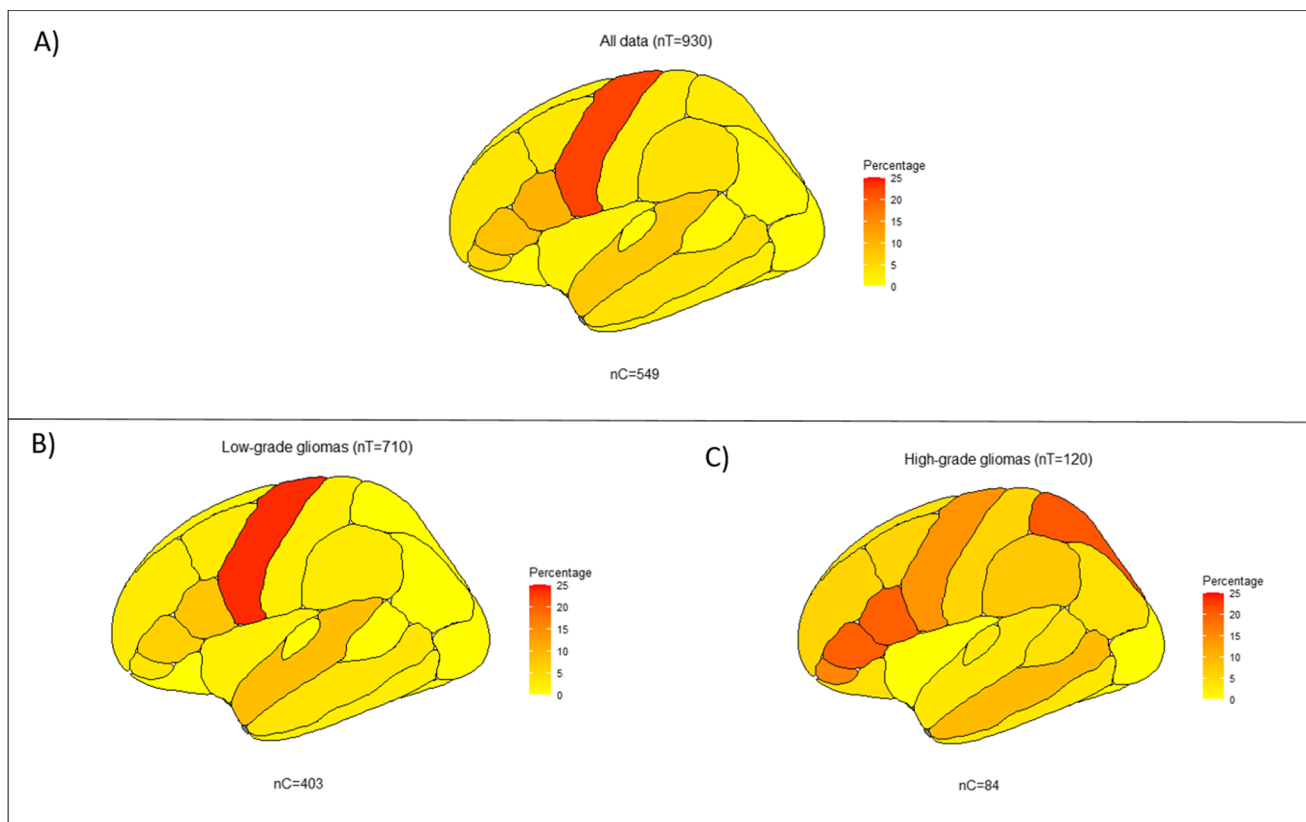 A)
All data (nT=930)
Percentage
25
20
15
10
5
0
nC=549
B)
Low-grade gliomas (nT=710)
Percentage
25
20
15
10
5
0
nC=403
C)
High-grade gliomas (nT=120)
Percentage
25
20
15
10
5
0
nC=84